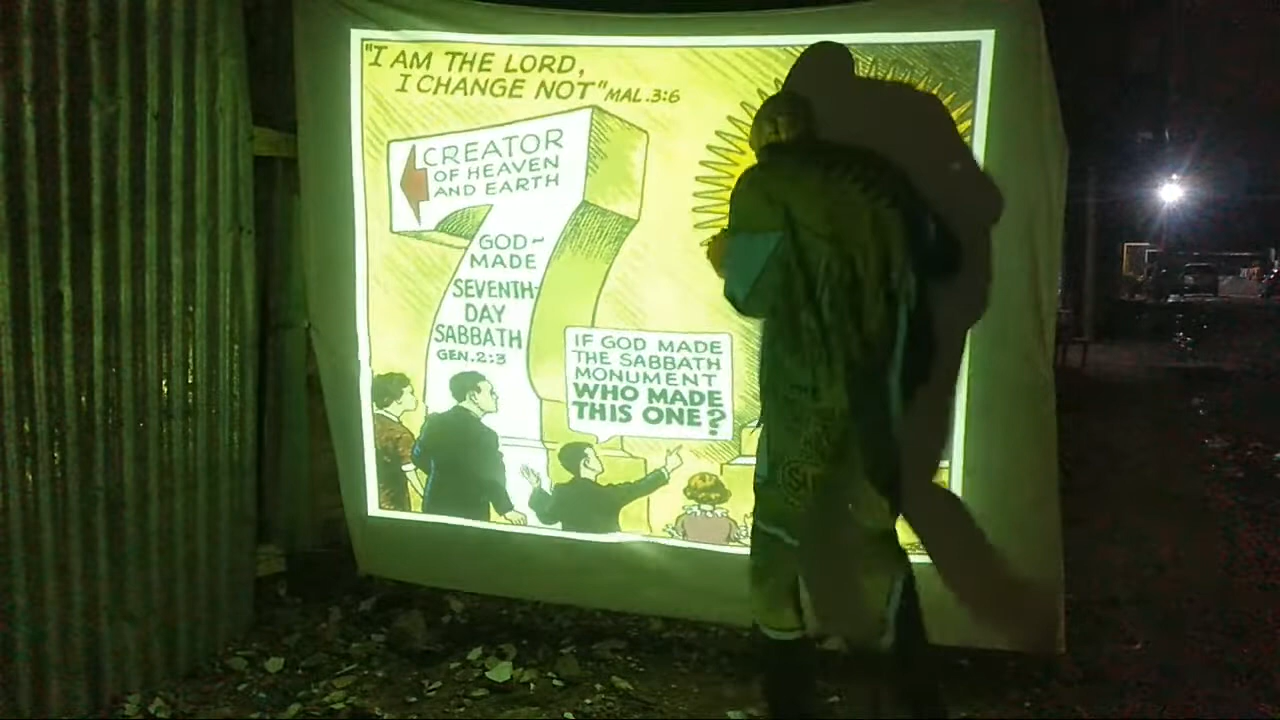 "I AM THE LORD,
I CHANGE NOT" MAL.3:6
CREATOR
OF HEAVEN
AND EARTH
GOD~
MADE
SEVENTH-
DAY
SABBATH
GEN.2:3
IF GOD MADE
THE SABBATH
MONUMENT
WHO MADE
THIS ONE?